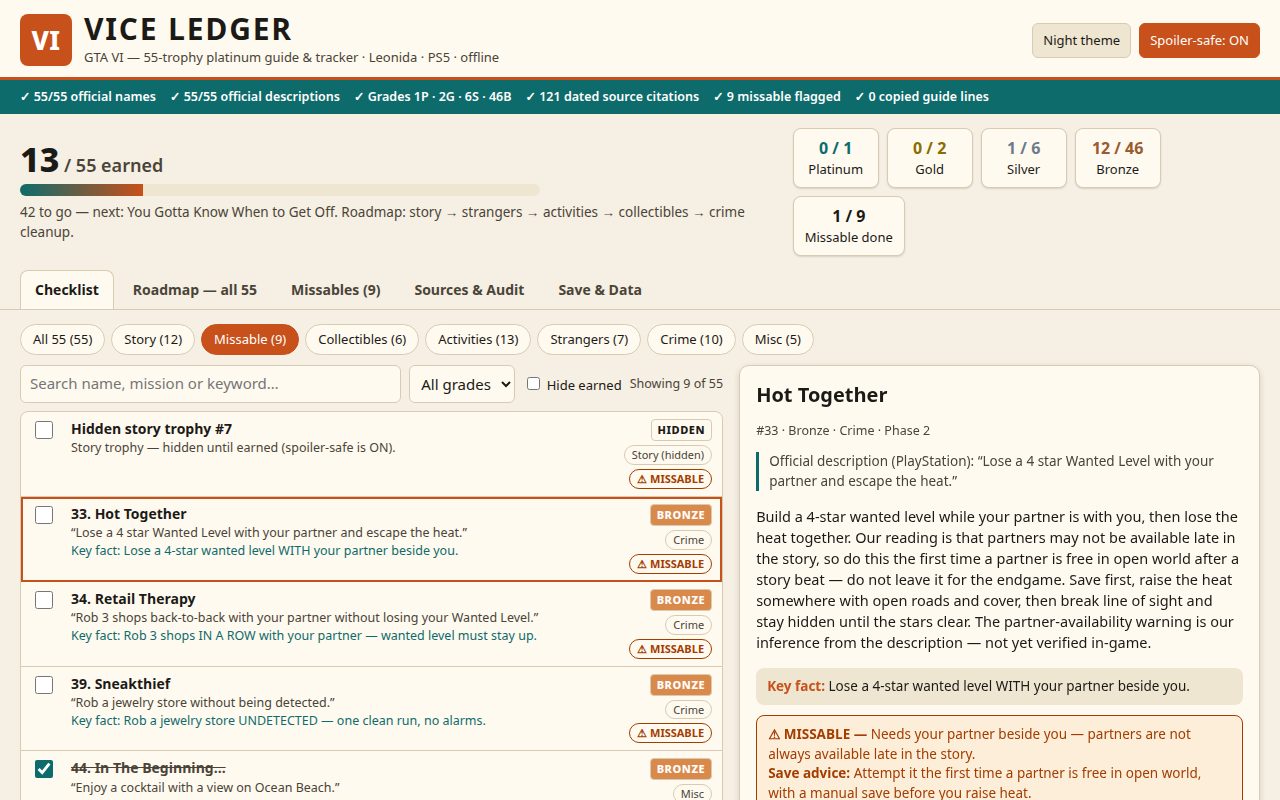 VI
VICE LEDGER
GTA VI — 55-trophy platinum guide & tracker · Leonida · PS5 · offline
Night theme
Spoiler-safe: ON
✓ 55/55 official names ✓ 55/55 official descriptions ✓ Grades 1P · 2G · 6S · 46B ✓ 121 dated source citations ✓ 9 missable flagged ✓ 0 copied guide lines
13 / 55 earned
42 to go — next: You Gotta Know When to Get Off. Roadmap: story → strangers → activities → collectibles → crime
cleanup.
0 / 1
Platinum
0 / 2
Gold
1 / 6
Silver
12 / 46
Bronze
1 / 9
Missable done
Checklist
Roadmap — all 55
Missables (9)
Sources & Audit
Save & Data
All 55 (55)
Story (12)
Missable (9)
Collectibles (6)
Activities (13)
Strangers (7)
Crime (10)
Misc (5)
Search name, mission or keyword...
All grades
Hide earned
Showing 9 of 55
Hidden story trophy #7
Story trophy — hidden until earned (spoiler-safe is ON).
HIDDEN
Story (hidden)
⚠ MISSABLE
33. Hot Together
“Lose a 4 star Wanted Level with your partner and escape the heat.”
Key fact: Lose a 4-star wanted level WITH your partner beside you.
BRONZE
Crime
⚠ MISSABLE
34. Retail Therapy
“Rob 3 shops back-to-back with your partner without losing your Wanted Level.”
Key fact: Rob 3 shops IN A ROW with your partner — wanted level must stay up.
BRONZE
Crime
⚠ MISSABLE
39. Sneakthief
“Rob a jewelry store without being detected.”
Key fact: Rob a jewelry store UNDETECTED — one clean run, no alarms.
BRONZE
Crime
⚠ MISSABLE
44. In The Beginning...
“Enjoy a cocktail with a view on Ocean Beach.”
BRONZE
Misc
Hot Together
#33 · Bronze · Crime · Phase 2
Official description (PlayStation): “Lose a 4 star Wanted Level with your
partner and escape the heat.”
Build a 4-star wanted level while your partner is with you, then lose the
heat together. Our reading is that partners may not be available late in
the story, so do this the first time a partner is free in open world after a
story beat — do not leave it for the endgame. Save first, raise the heat
somewhere with open roads and cover, then break line of sight and
stay hidden until the stars clear. The partner-availability warning is our
inference from the description — not yet verified in-game.
Key fact: Lose a 4-star wanted level WITH your partner beside you.
⚠ MISSABLE — Needs your partner beside you — partners are not
always available late in the story.
Save advice: Attempt it the first time a partner is free in open world,
with a manual save before you raise heat.